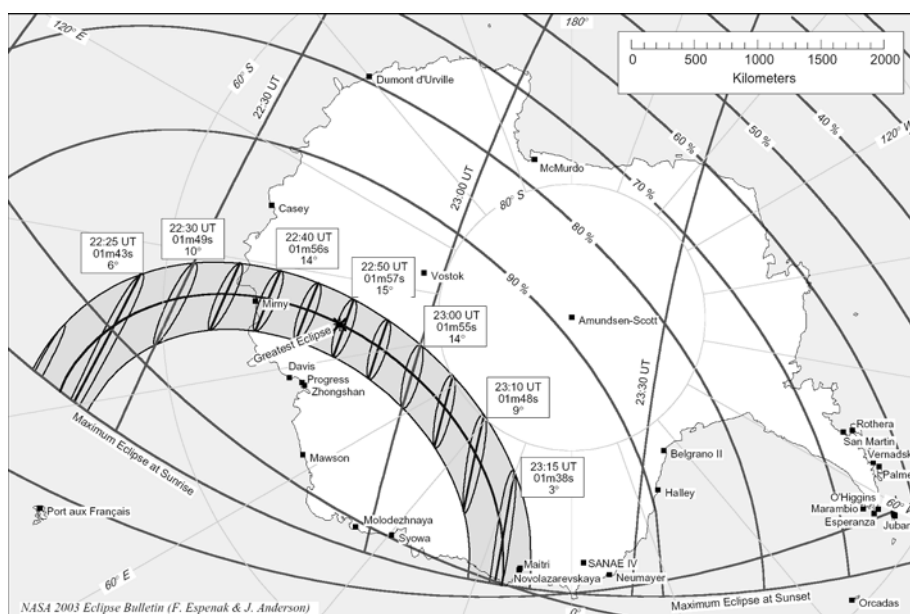 120° E
60° S
22:30 UT
180°
0 500 1000 1500 2000
Kilometers
Dumont d'Urville
60 %
50 %
40 %
120° W
70 %
McMurdo
23:00 UT
80° S
80 %
Casey
22:25 UT
01m43s
6°
22:30 UT
01m49s
10°
22:40 UT
01m56s
14°
22:50 UT
01m57s
15°
Vostok
90 %
Mirny
23:00 UT
01m55s
14°
Amundsen-Scott
Greatest Eclipse
23:30 UT
Davis
Progress
Zhongshan
23:10 UT
01m48s
9°
Maximum Eclipse at Sunrise
Rothera
San Martin
Mawson
23:15 UT
01m38s
3°
Belgrano II
Vernadsk
Palme
Halley
O'Higgins
60°
Port aux Français
Marambio
Molodezhnaya
Esperanza
Juban
Syowa
60° E
Maitri
SANAE IV
Novolazarevskaya
Neumayer
0°
Maximum Eclipse at Sunset
Orcadas
NASA 2003 Eclipse Bulletin (F. Espenak & J. Anderson)